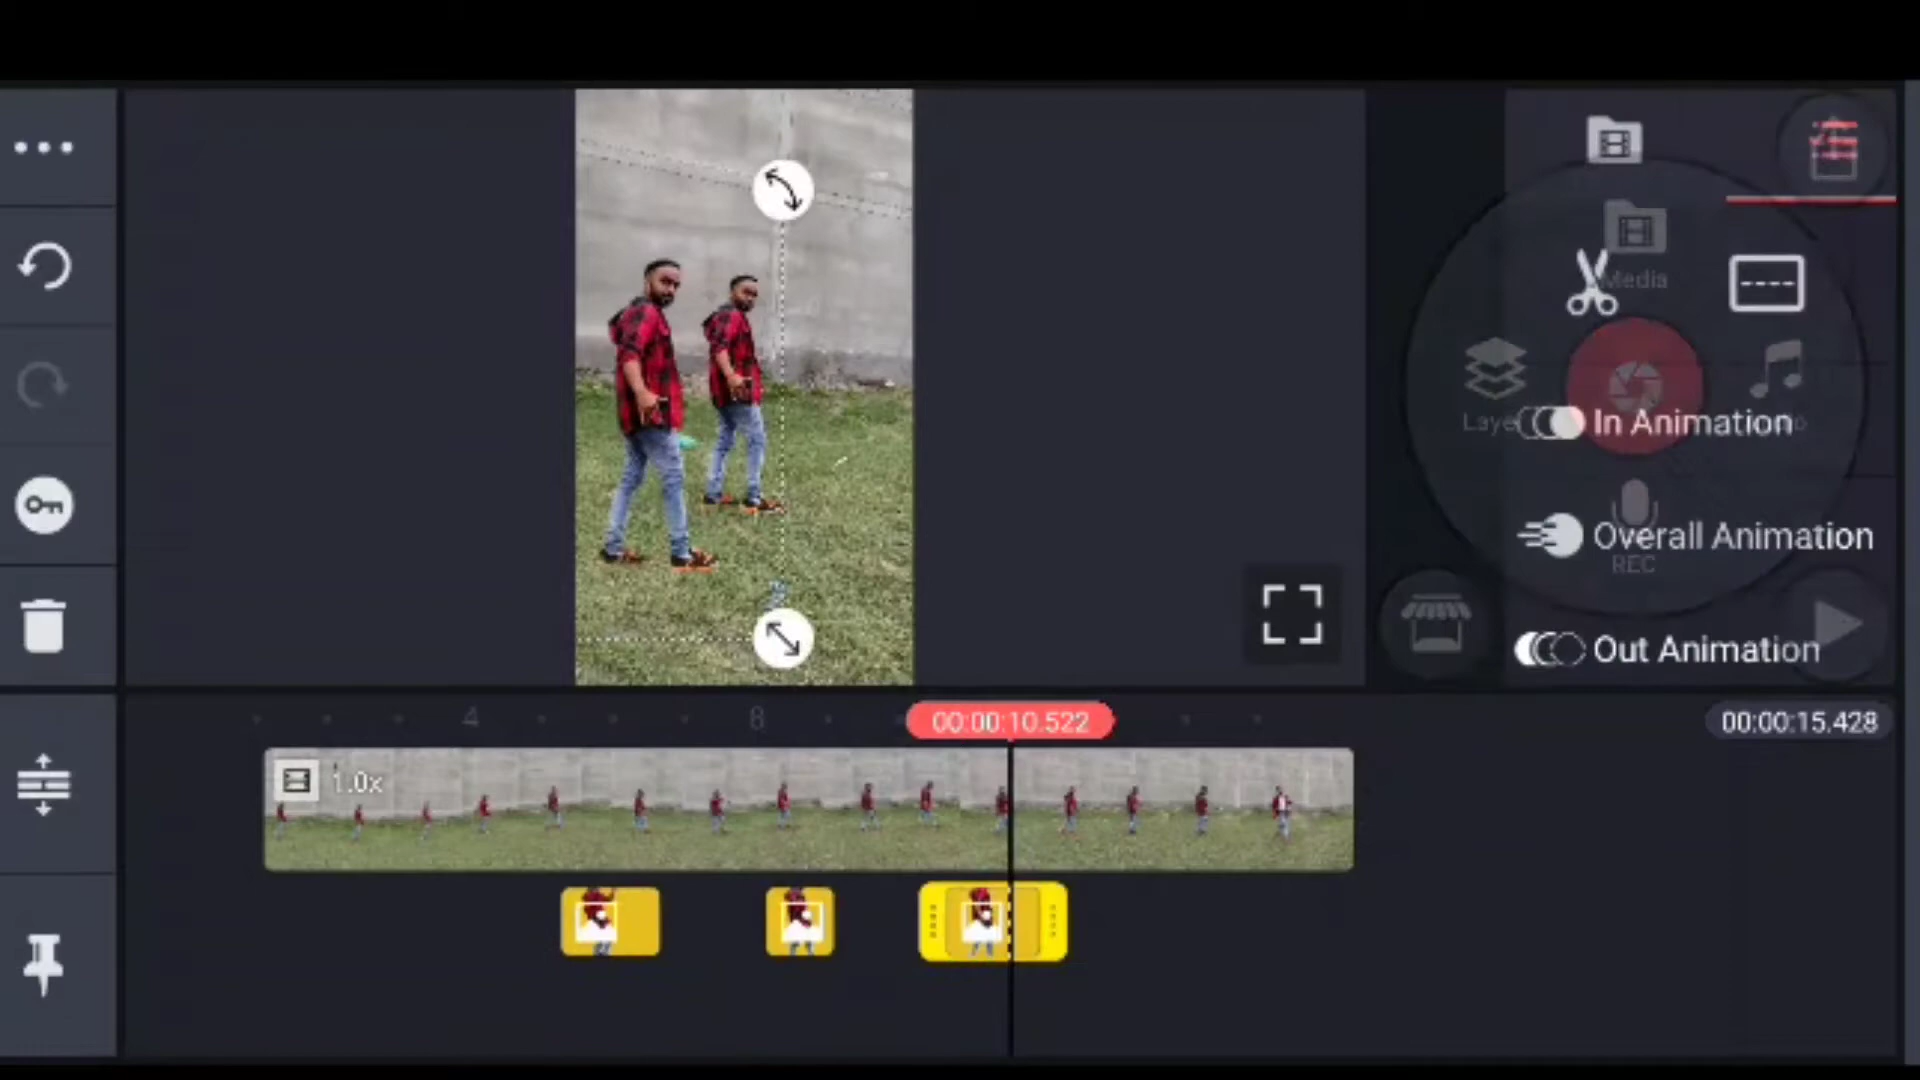 Media
Laye
In Animation
Overall Animation
REC
Out Animation
4
8
00:00:10.522
00:00:15.428
1.0x